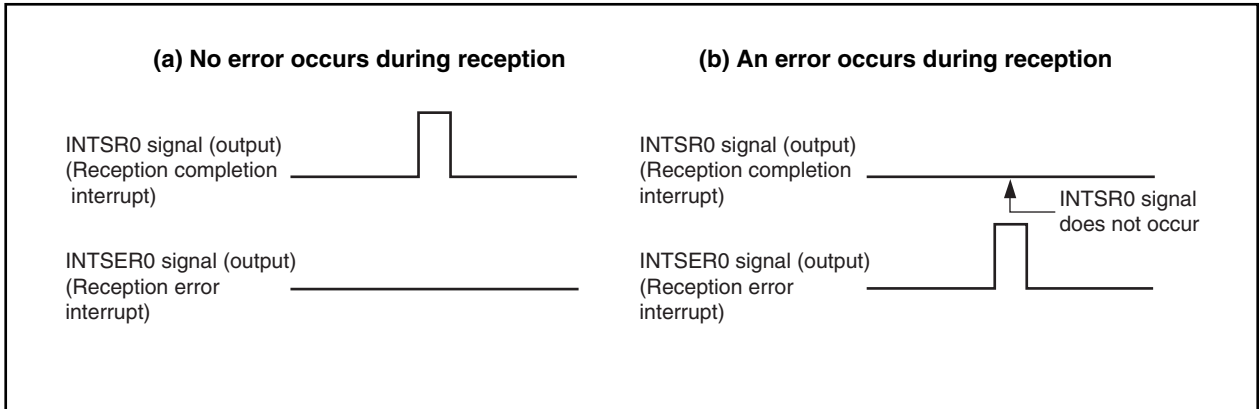 (a) No error occurs during reception
INTSR0 signal (output)
(Reception completion
interrupt)
INTSER0 signal (output)
(Reception error
interrupt)
(b) An error occurs during reception
INTSR0 signal (output)
(Reception completion
interrupt)
INTSR0 signal
does not occur
INTSER0 signal (output)
(Reception error
interrupt)